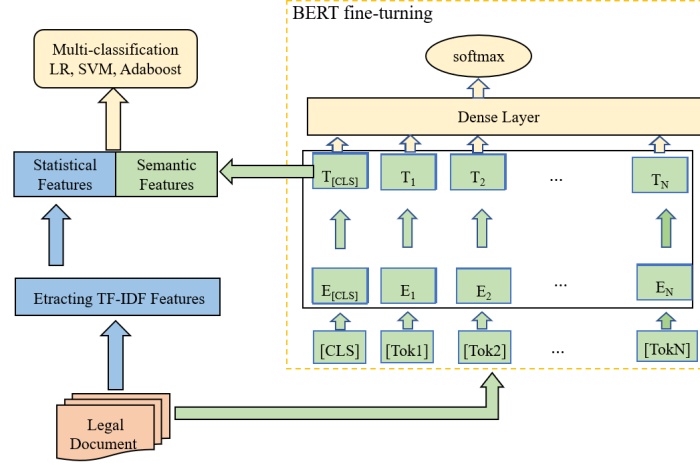 BERT fine-turning
Multi-classification
LR, SVM, Adaboost
softmax
Dense Layer
Statistical
Features
Semantic
Features
T[CLS]
T1
T2
...
TN
Etracting TF-IDF Features
E[CLS]
E1
E2
...
EN
[CLS]
[Tok1]
[Tok2]
...
[TokN]
Legal
Document